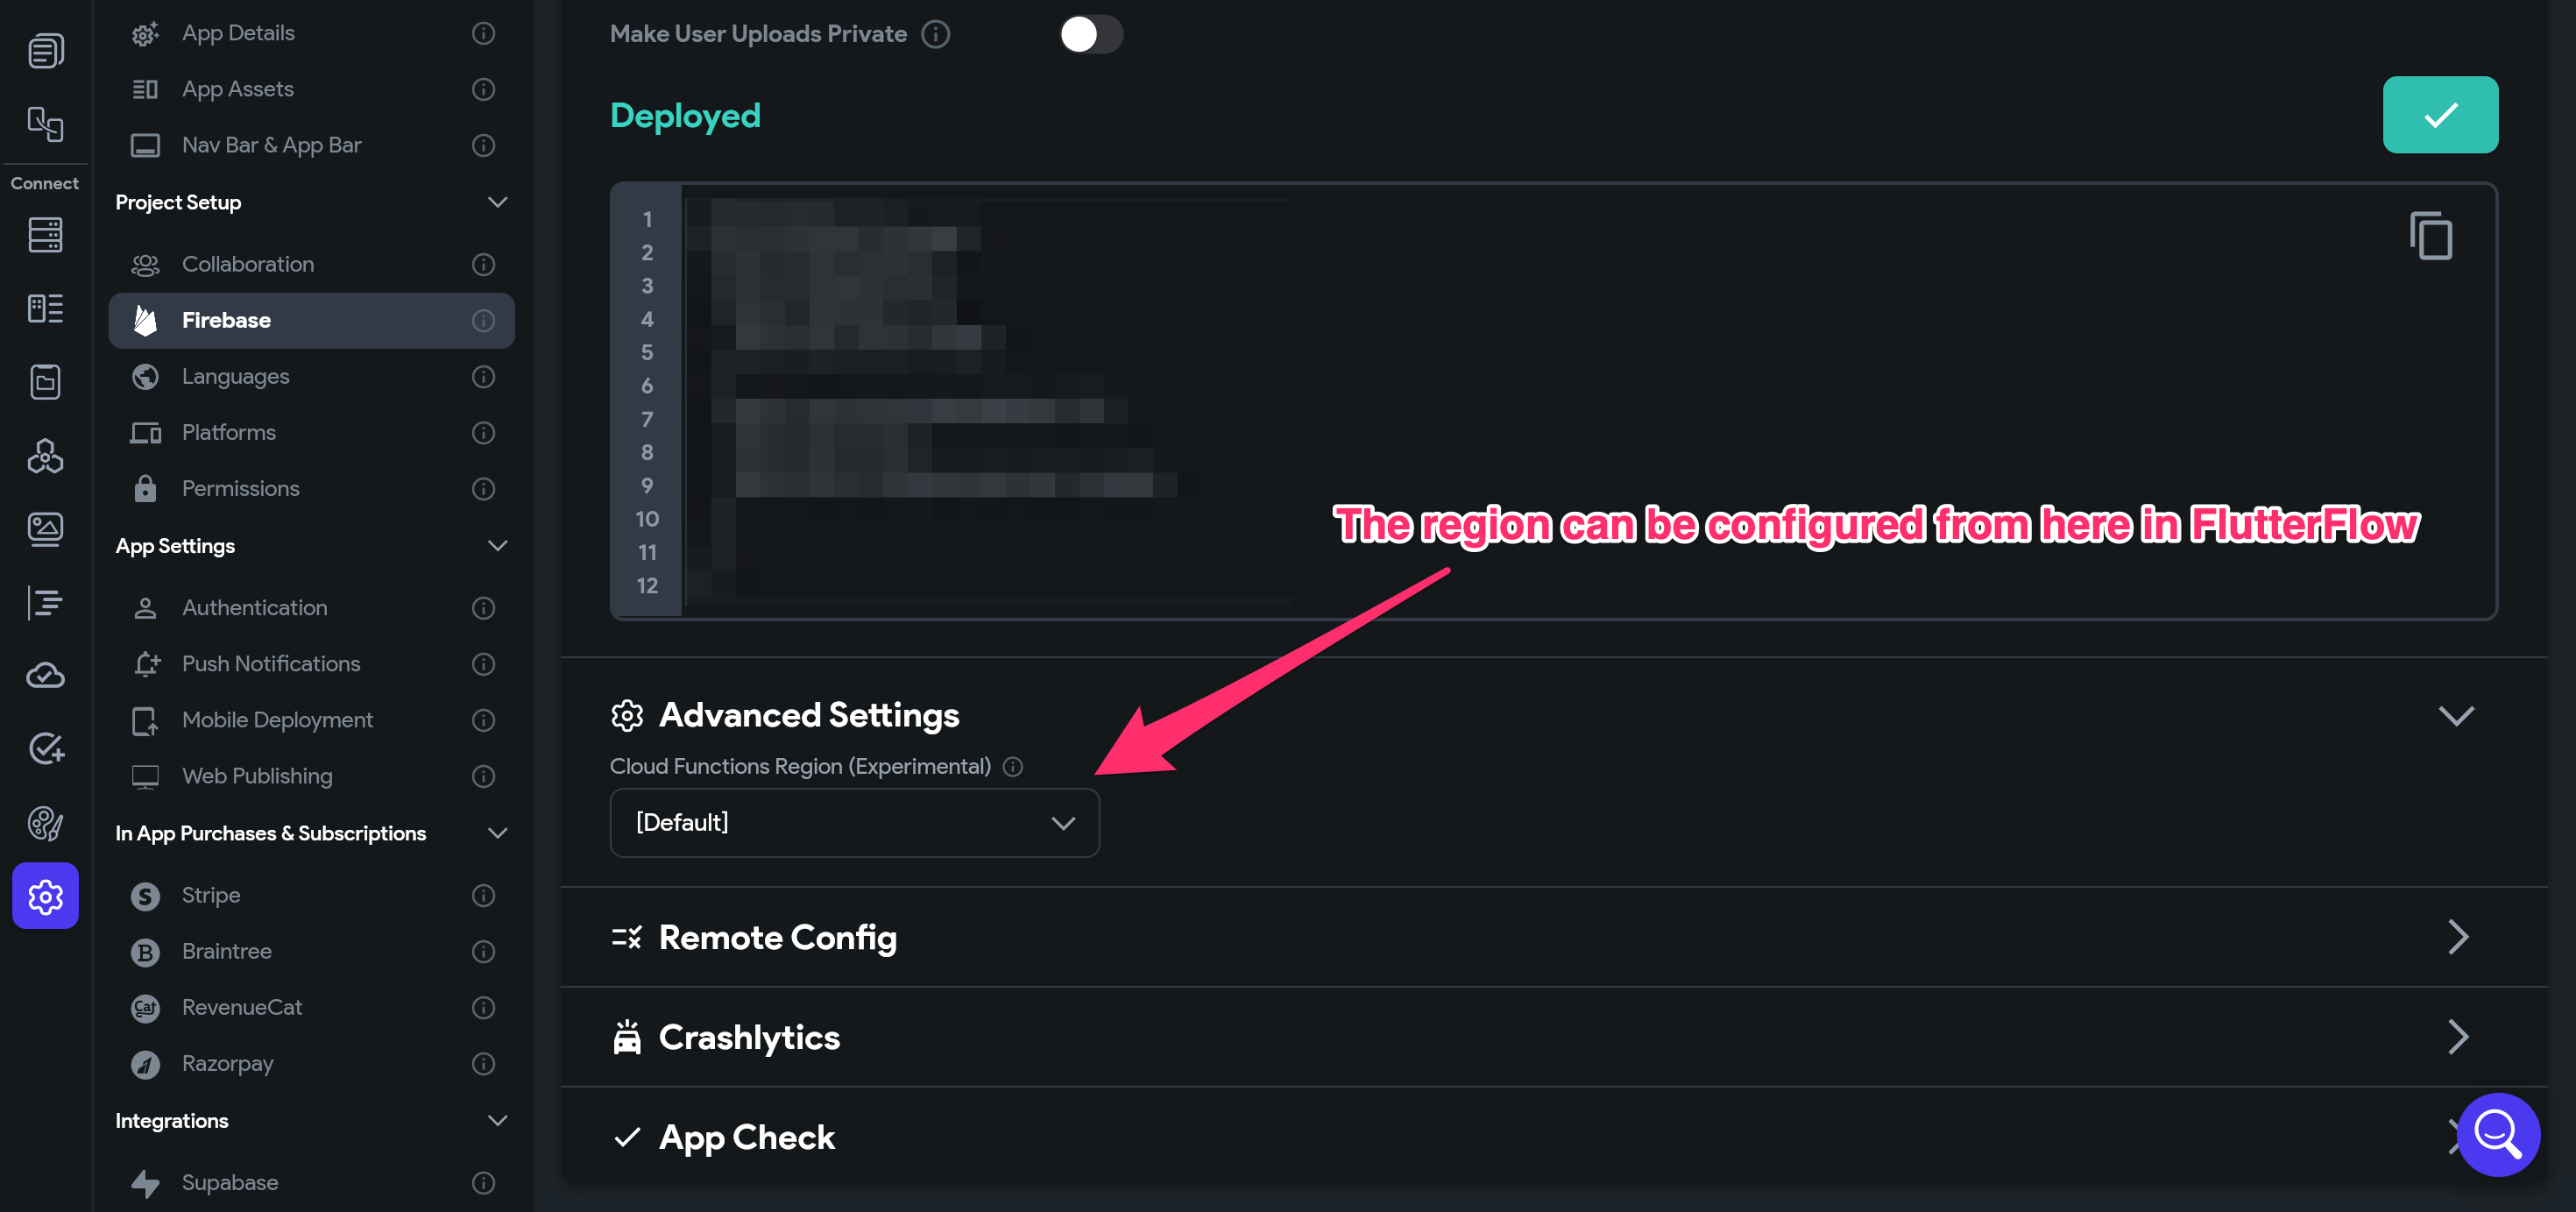 Connect
App Details
App Assets
Nav Bar & App Bar
Project Setup
Collaboration
Firebase
Languages
Platforms
Permissions
App Settings
Authentication
Push Notifications
Mobile Deployment
Web Publishing
In App Purchases & Subscriptions
Stripe
Braintree
RevenueCat
Razorpay
Integrations
Supabase
Make User Uploads Private
Deployed
1
2
3
4
5
6
7
8
9
10
11
12
The region can be configured from here in FlutterFlow
Advanced Settings
Cloud Functions Region (Experimental)
[Default]
Remote Config
Crashlytics
App Check